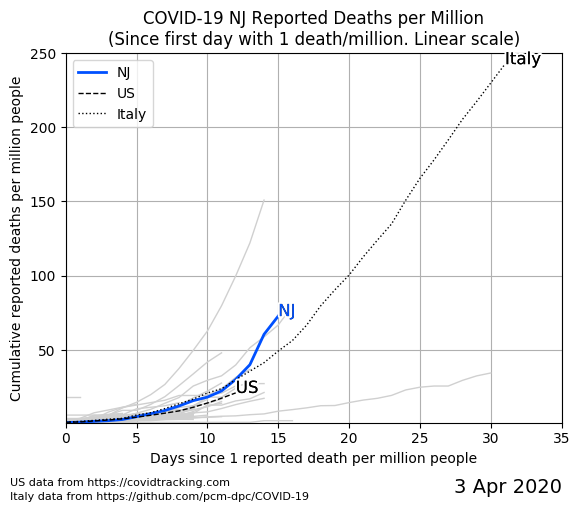 COVID-19 NJ Reported Deaths per Million
(Since first day with 1 death/million. Linear scale)
Cumulative reported deaths per million people
250
200
150
100
50
NJ
US
Italy
Italy
NJ
US
0 5 10 15 20 25 30 35
Days since 1 reported death per million people
US data from https://covidtracking.com
Italy data from https://github.com/pcm-dpc/COVID-19
3 Apr 2020